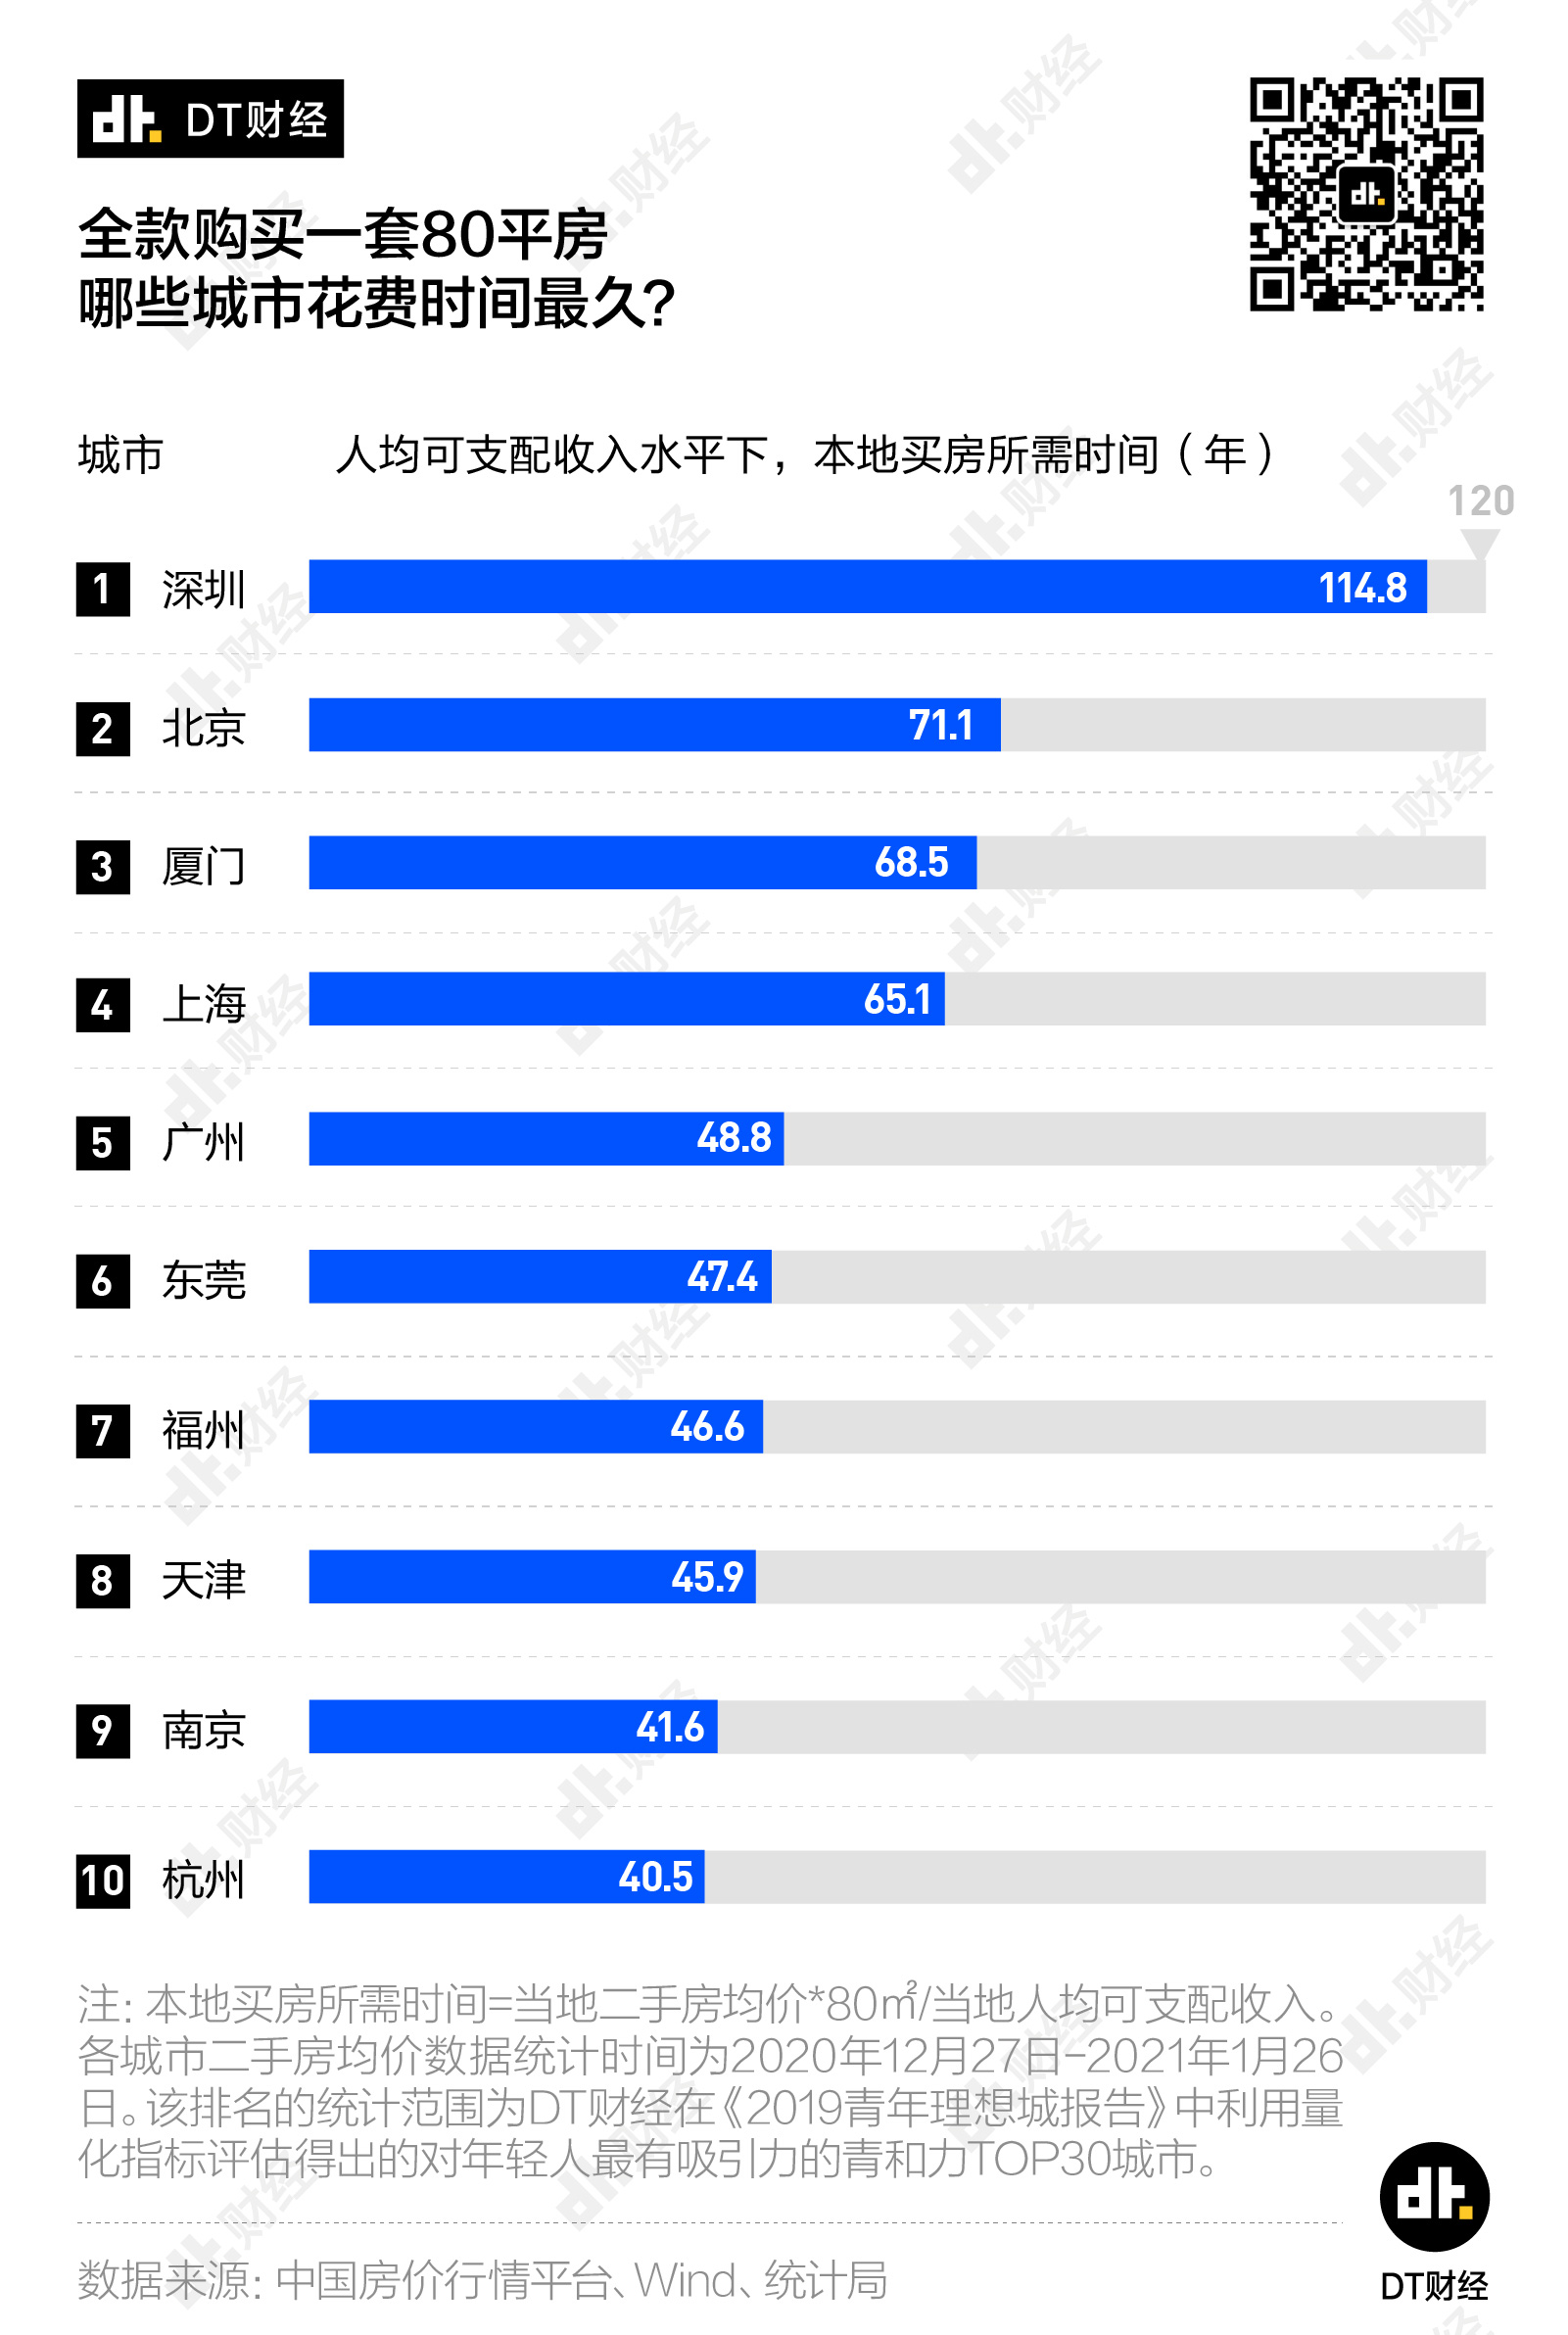 dt. DT财经
全款购买一套80平房
哪些城市花费时间最久?
城市 人均可支配收入水平下，本地买房所需时间（年）
120
1 深圳 114.8
2 北京 71.1
3 厦门 68.5
4 上海 65.1
5 广州 48.8
6 东莞 47.4
7 福州 46.6
8 天津 45.9
9 南京 41.6
10 杭州 40.5
注：本地买房所需时间=当地二手房均价*80㎡/当地人均可支配收入。
各城市二手房均价数据统计时间为2020年12月27日-2021年1月26
日。该排名的统计范围为DT财经在《2019青年理想城报告》中利用量
化指标评估得出的对年轻人最有吸引力的青和力TOP30城市。
数据来源：中国房价行情平台、Wind、统计局
dt.
DT财经